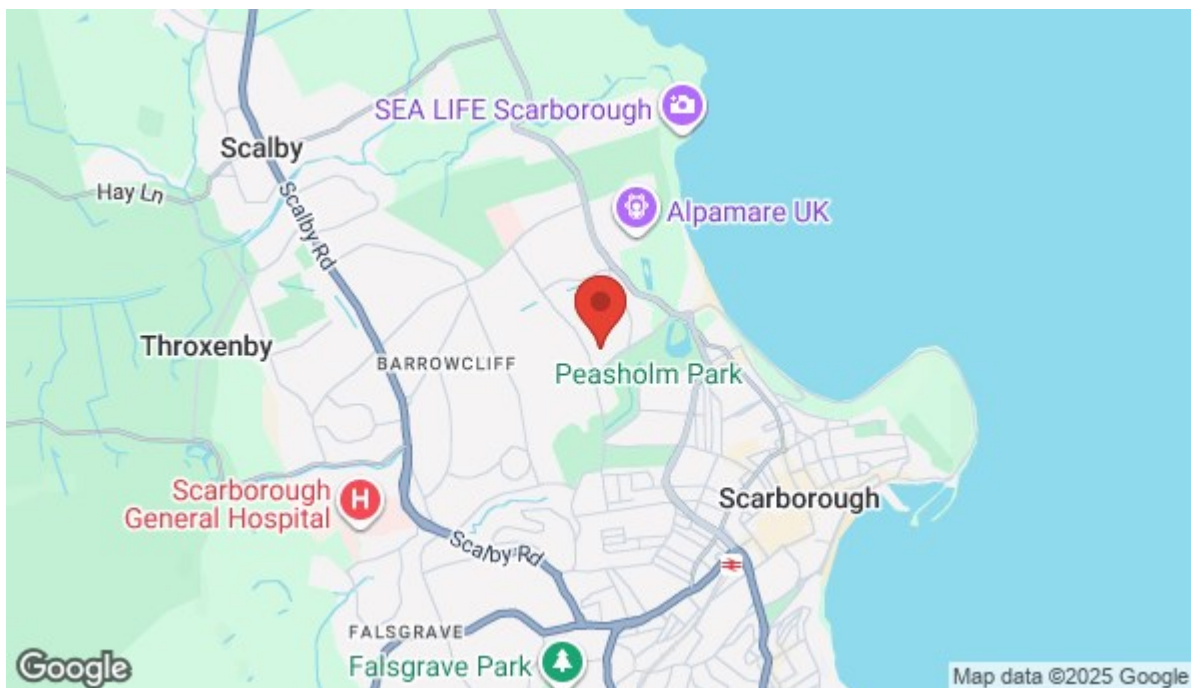 SEA LIFE Scarborough
Scalby
Hay Ln
Alpamare UK
Scalby Rd
Throxenby
BARROWCLIFF
Peasholm Park
Scarborough
General Hospital
H
Scarborough
Scalby Rd
FALSGRAVE
Falsgrave Park
Google
Map data ©2025 Google